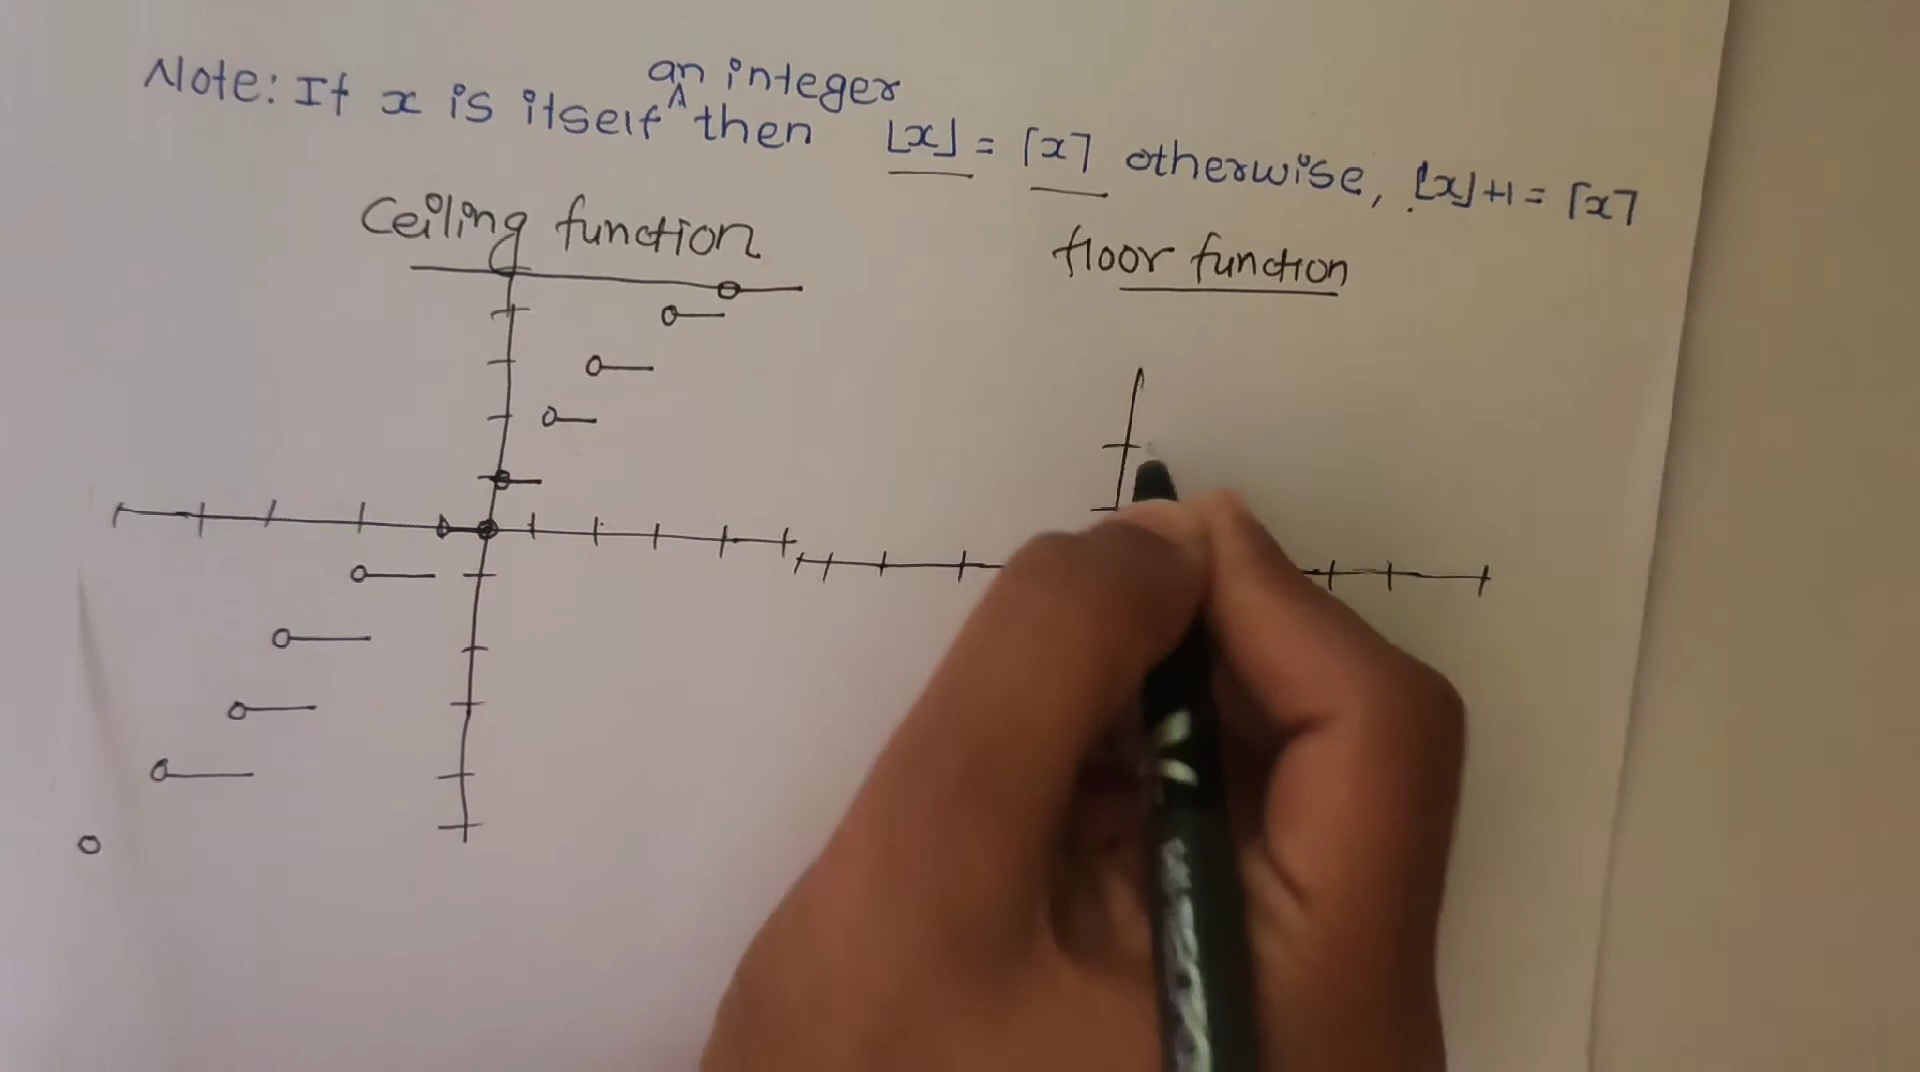 Note: If x is itself an integer then ⌊x⌋ = ⌈x⌉ otherwise, ⌊x⌋+1 = ⌈x⌉
Ceiling function
floor function